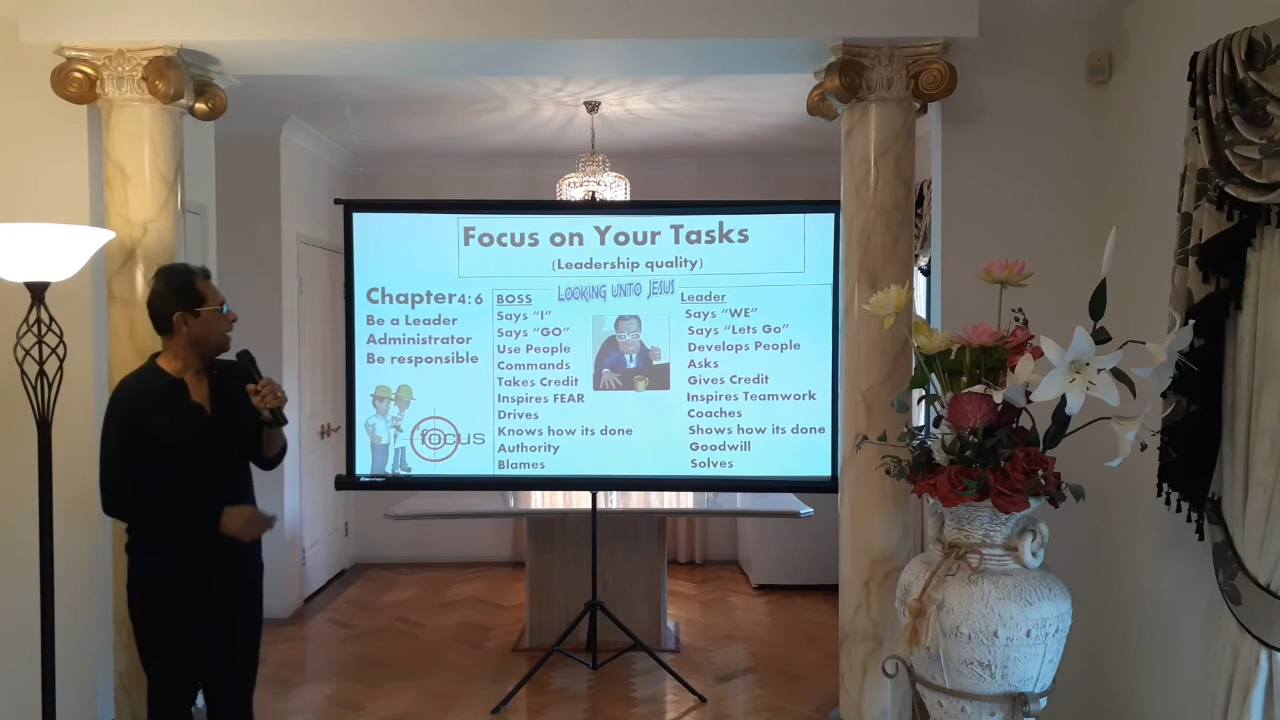 Focus on Your Tasks
(Leadership quality)
LOOKING UNTO JESUS
Chapter4:6
Be a Leader
Administrator
Be responsible
focus
BOSS
Says “I”
Says “GO”
Use People
Commands
Takes Credit
Inspires FEAR
Drives
Knows how its done
Authority
Blames
Leader
Says “WE”
Says “Lets Go”
Develops People
Asks
Gives Credit
Inspires Teamwork
Coaches
Shows how its done
Goodwill
Solves